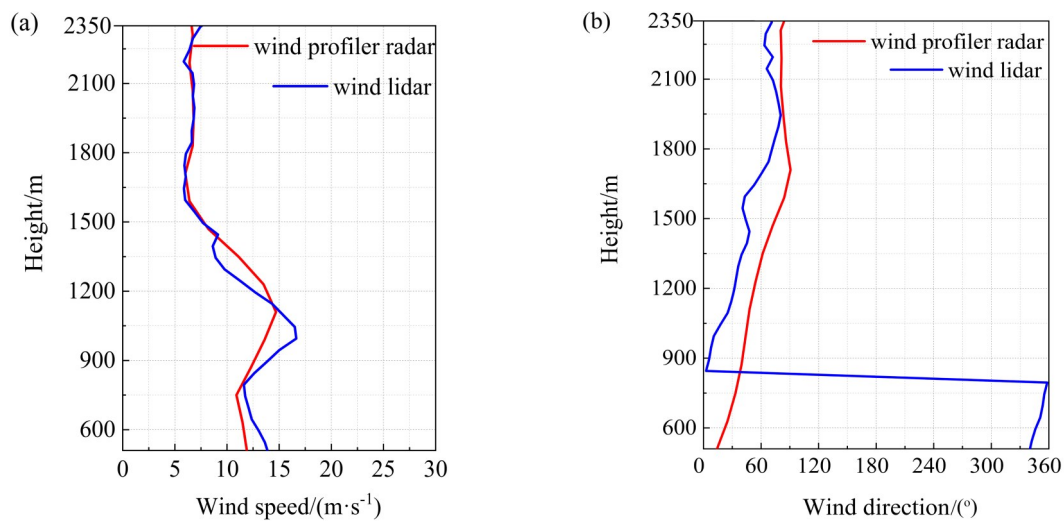 (a)
2350
2100
1800
1500
1200
900
600
Height/m
wind profiler radar
wind lidar
0 5 10 15 20 25 30
Wind speed/(m·s⁻¹)
(b)
2350
2100
1800
1500
1200
900
600
Height/m
wind profiler radar
wind lidar
0 60 120 180 240 300 360
Wind direction/(°)